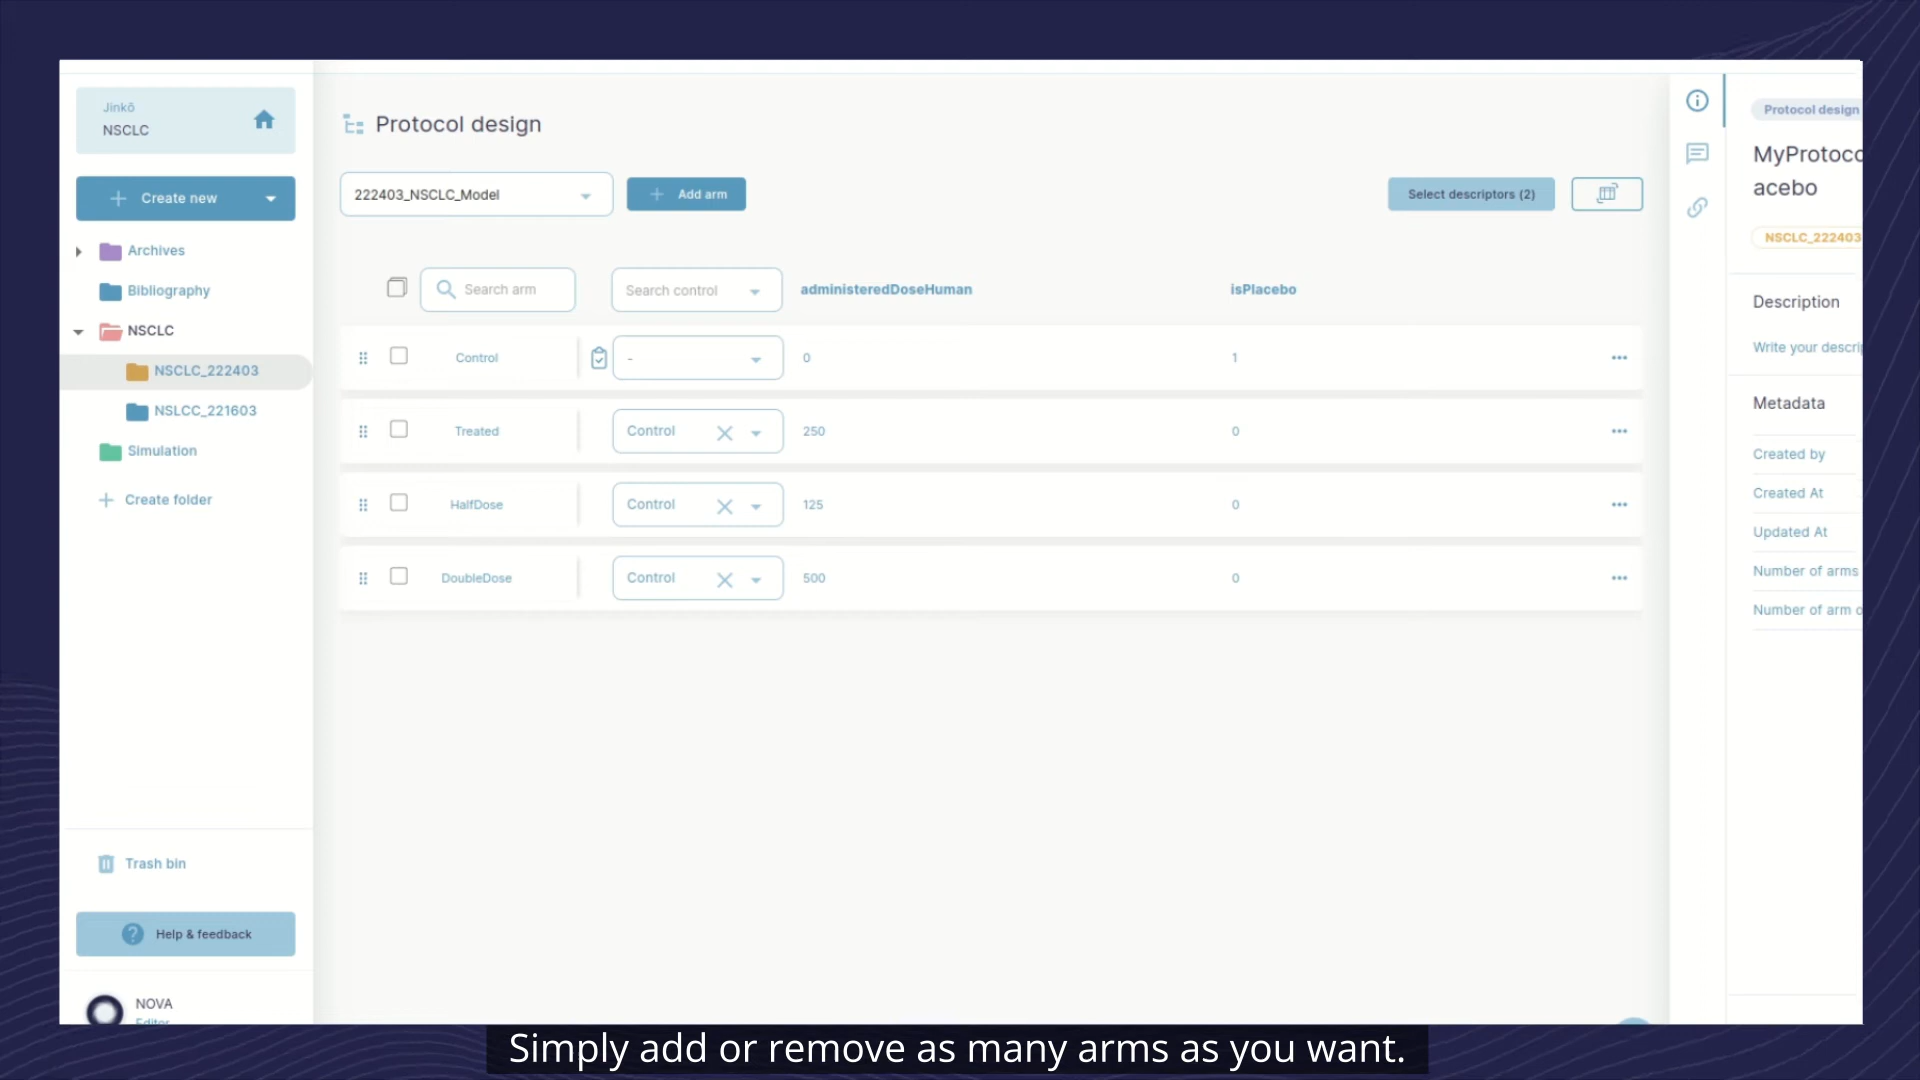 Jinkō
NSCLC
Create new
Archives
Bibliography
NSCLC
NSCLC_222403
NSLCC_221603
Simulation
Create folder
Trash bin
Help & feedback
NOVA
Editor
Protocol design
222403_NSCLC_Model
Add arm
Select descriptors (2)
Search arm
Search control
administeredDoseHuman
isPlacebo
Control
-
0
1
Treated
Control
250
0
HalfDose
Control
125
0
DoubleDose
Control
500
0
Protocol design
MyProtoco
acebo
NSCLC_222403
Description
Write your descrip
Metadata
Created by
Created At
Updated At
Number of arms
Number of arm o
Simply add or remove as many arms as you want.